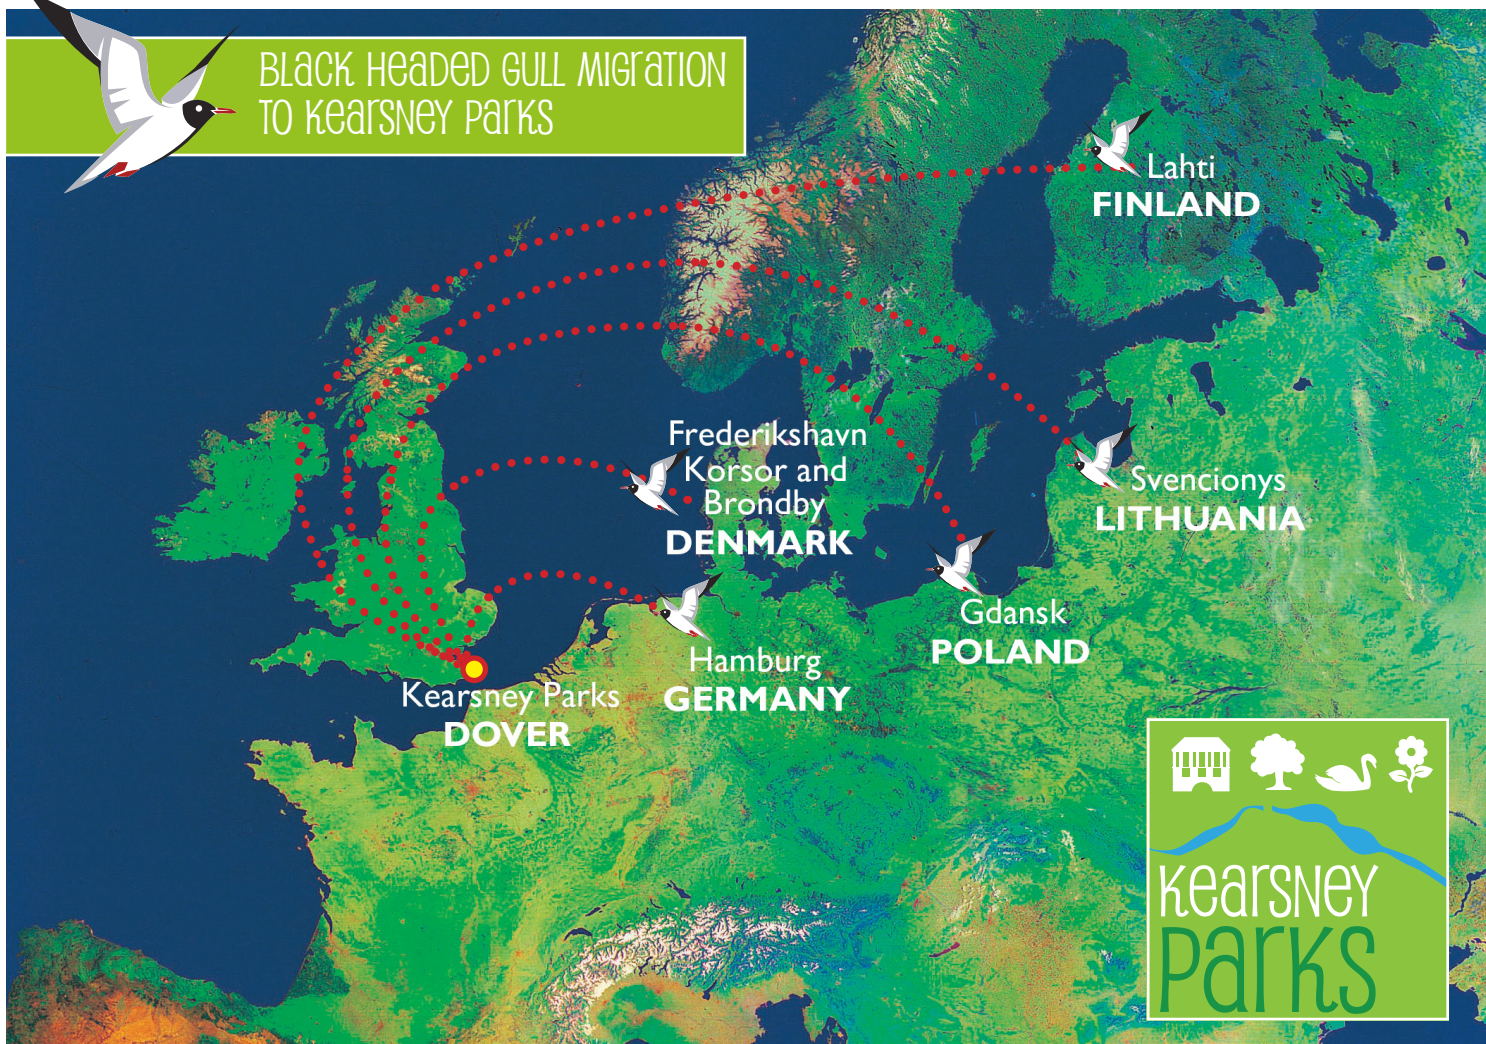 BLACK HEADED GULL MIGRATION
TO KEARSNEY PARKS
Lahti
FINLAND
Frederikshavn
Korsor and
Brondby
DENMARK
Svencionys
LITHUANIA
Gdansk
POLAND
Hamburg
GERMANY
Kearsney Parks
DOVER
KEARSNEY
PARKS